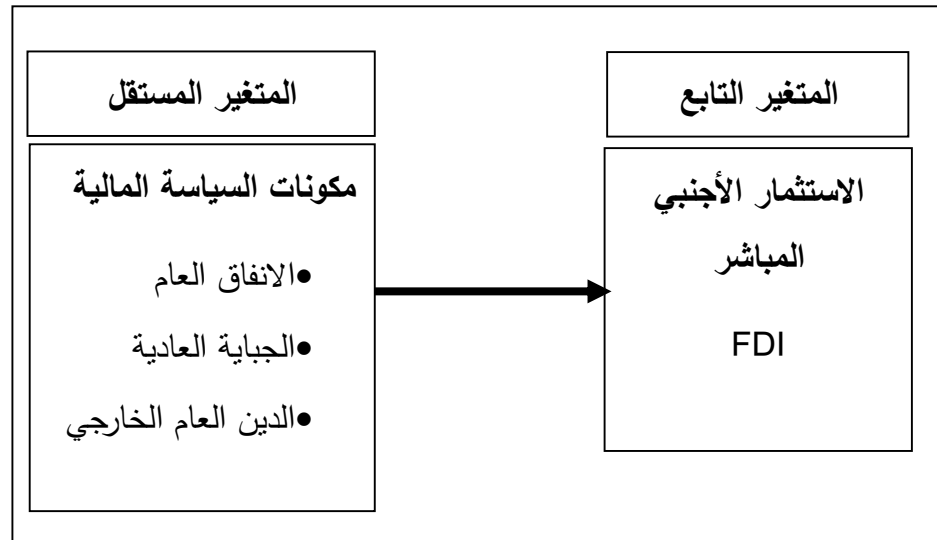 المتغير المستقل
مكونات السياسة المالية
•الانفاق العام
•الجباية العادية
•الدين العام الخارجي
المتغير التابع
الاستثمار الأجنبي
المباشر
FDI